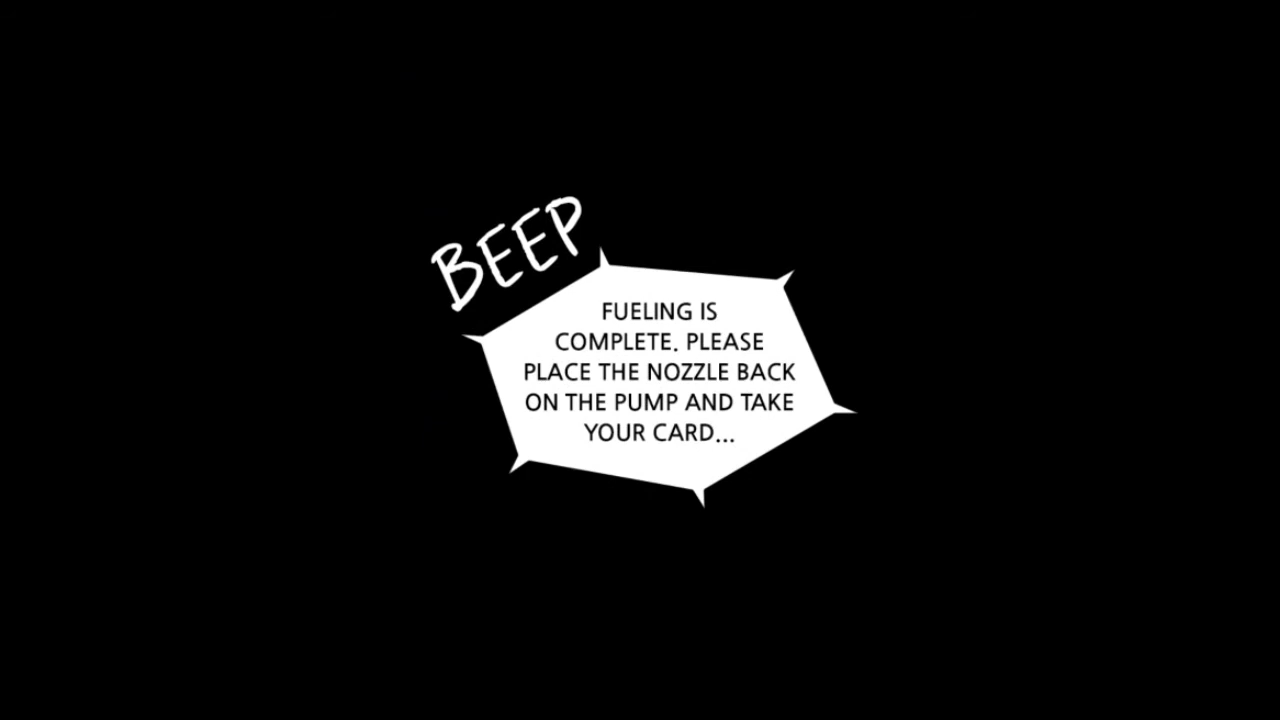 BEEP
FUELING IS
COMPLETE. PLEASE
PLACE THE NOZZLE BACK
ON THE PUMP AND TAKE
YOUR CARD...